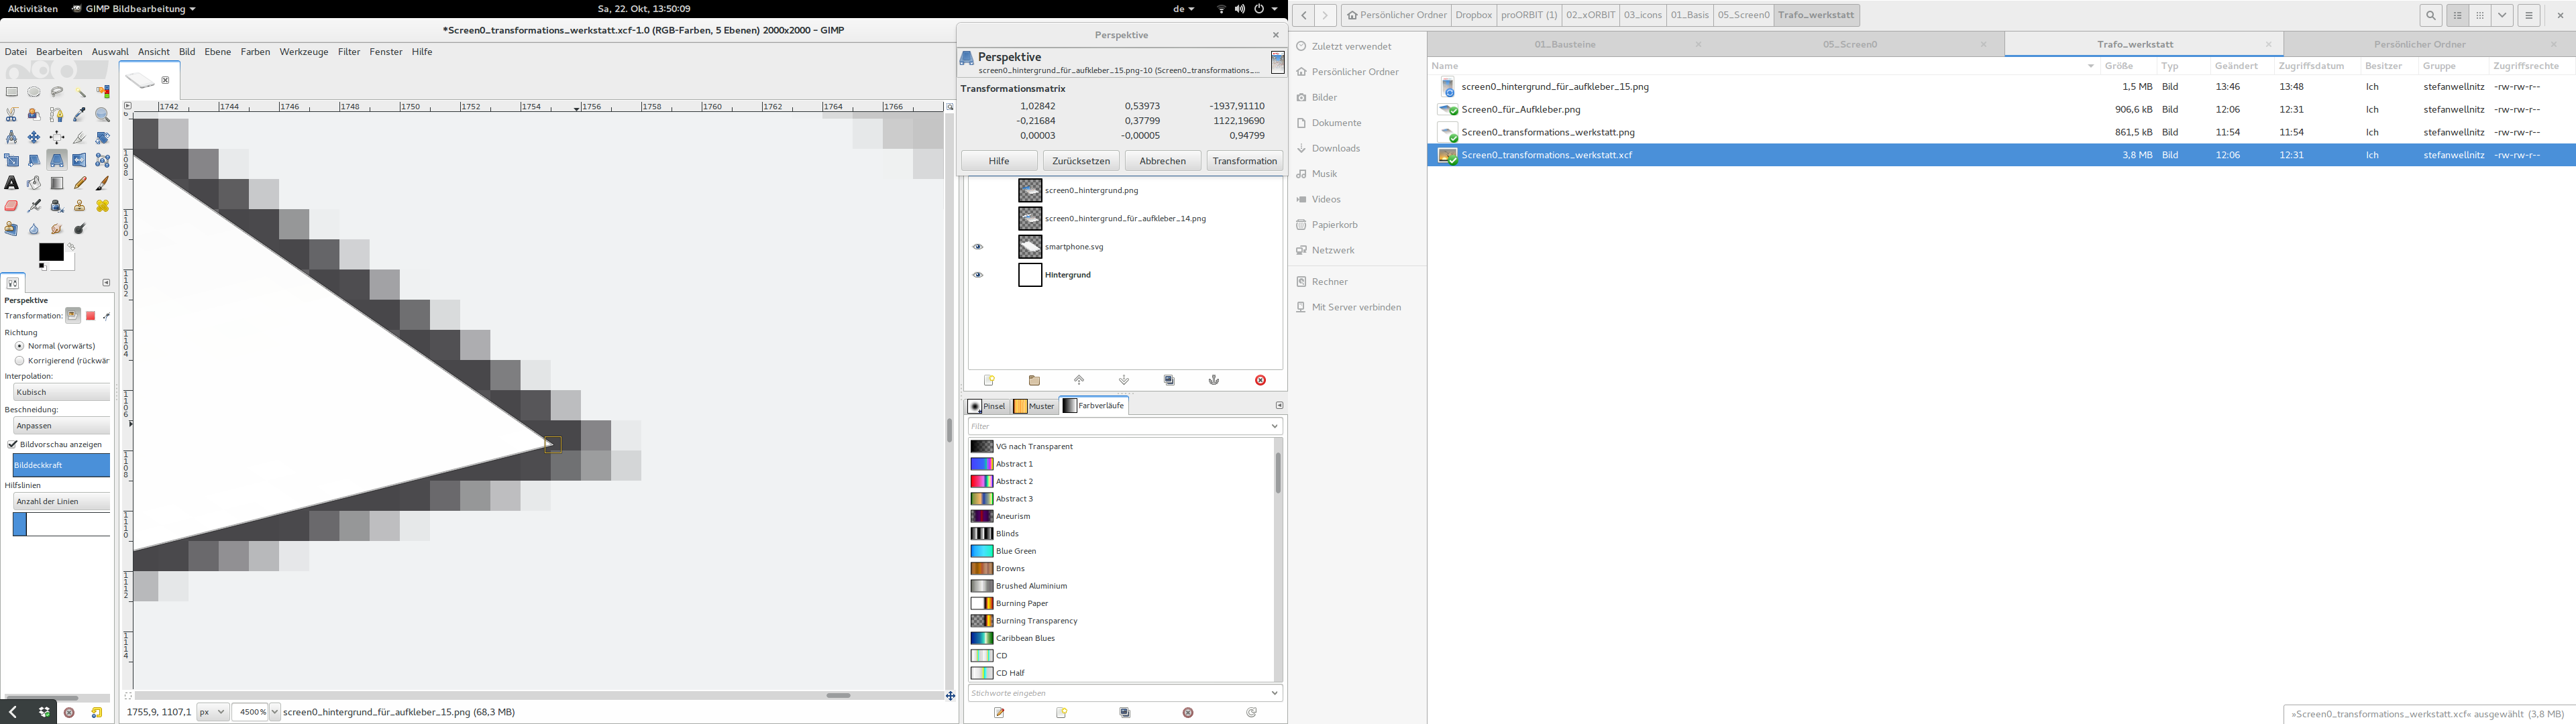 Aktivitäten
GIMP Bildbearbeitung
Sa, 22. Okt, 13:50:09
de
*Screen0_transformations_werkstatt.xcf-1.0 (RGB-Farben, 5 Ebenen) 2000x2000 – GIMP
Datei Bearbeiten Auswahl Ansicht Bild Ebene Farben Werkzeuge Filter Fenster Hilfe
1742 1744 1746 1748 1750 1752 1754 1756 1758 1760 1762 1764 1766
1098
1100
1102
1104
1106
1108
1110
1112
1114
Perspektive
Transformation:
Richtung
Normal (vorwärts)
Korrigierend (rückwär
Interpolation:
Kubisch
Beschneidung:
Anpassen
Bildvorschau anzeigen
Bilddeckkraft
Hilfslinien
Anzahl der Linien
1755,9, 1107,1 px 4500% screen0_hintergrund_für_aufkleber_15.png (68,3 MB)
Perspektive
Perspektive
screen0_hintergrund_für_aufkleber_15.png-10 (Screen0_transformations_...
Transformationsmatrix
1,02842 0,53973 -1937,91110
-0,21684 0,37799 1122,19690
0,00003 -0,00005 0,94799
Hilfe Zurücksetzen Abbrechen Transformation
screen0_hintergrund.png
screen0_hintergrund_für_aufkleber_14.png
smartphone.svg
Hintergrund
Pinsel Muster Farbverläufe
Filter
VG nach Transparent
Abstract 1
Abstract 2
Abstract 3
Aneurism
Blinds
Blue Green
Browns
Brushed Aluminium
Burning Paper
Burning Transparency
Caribbean Blues
CD
CD Half
Stichworte eingeben
Persönlicher Ordner Dropbox proORBIT (1) 02_xORBIT 03_icons 01_Basis 05_Screen0 Trafo_werkstatt
Zuletzt verwendet
Persönlicher Ordner
Bilder
Dokumente
Downloads
Musik
Videos
Papierkorb
Netzwerk
Rechner
Mit Server verbinden
01_Bausteine 05_Screen0 Trafo_werkstatt Persönlicher Ordner
Name Größe Typ Geändert Zugriffsdatum Besitzer Gruppe Zugriffsrechte
screen0_hintergrund_für_aufkleber_15.png 1,5 MB Bild 13:46 13:48 Ich stefanwellnitz -rw-rw-r--
Screen0_für_Aufkleber.png 906,6 kB Bild 12:06 12:31 Ich stefanwellnitz -rw-rw-r--
Screen0_transformations_werkstatt.png 861,5 kB Bild 11:54 11:54 Ich stefanwellnitz -rw-rw-r--
Screen0_transformations_werkstatt.xcf 3,8 MB Bild 12:06 12:31 Ich stefanwellnitz -rw-rw-r--
»Screen0_transformations_werkstatt.xcf« ausgewählt (3,8 MB)